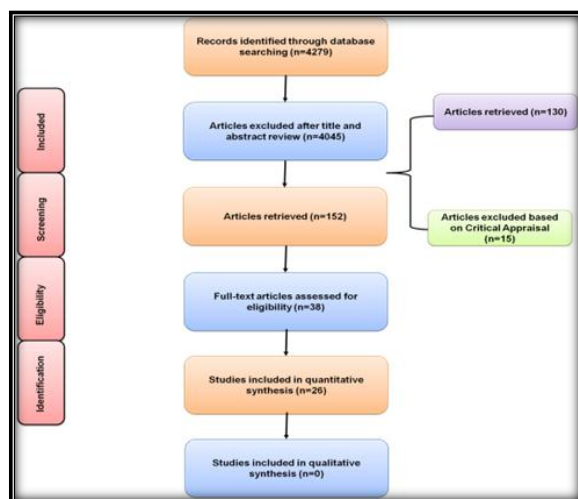 Records identified through database
searching (n=4279)
Included
Articles excluded after title and
abstract review (n=4045)
Articles retrieved (n=130)
Screening
Articles retrieved (n=152)
Articles excluded based
on Critical Appraisal
(n=15)
Eligibility
Full-text articles assessed for
eligibility (n=38)
Identification
Studies included in quantitative
synthesis (n=26)
Studies included in qualitative
synthesis (n=0)